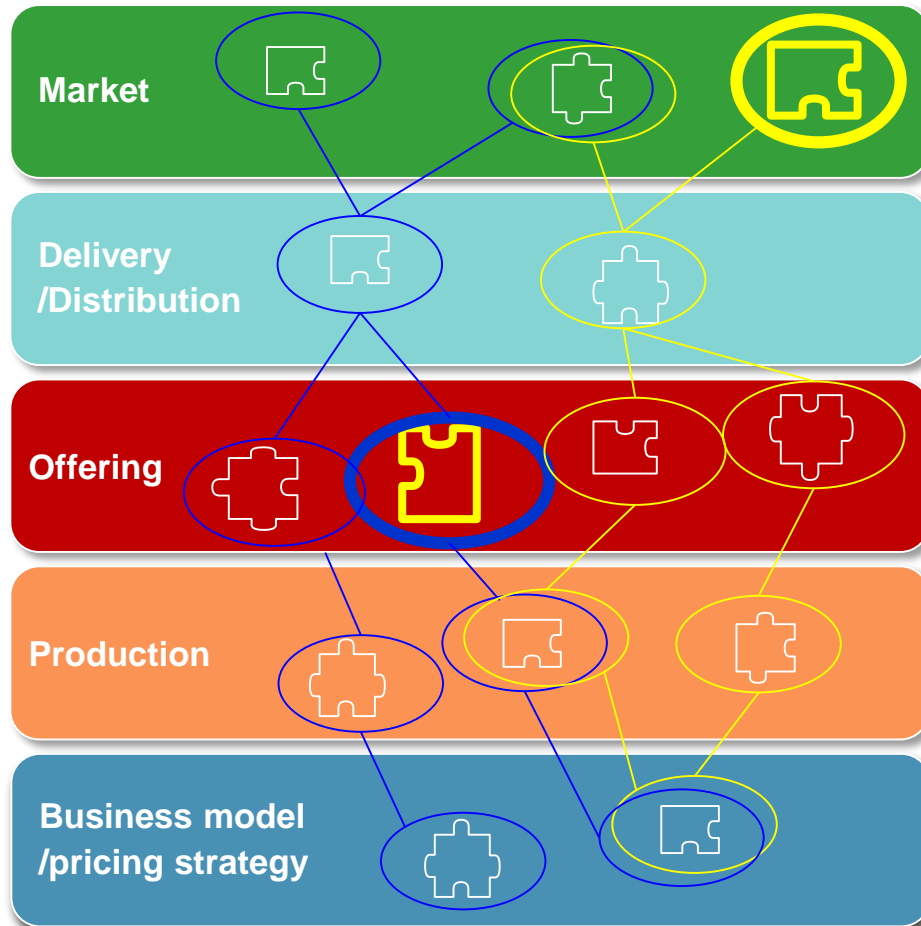 Market
Delivery
/Distribution
Offering
Production
Business model
/pricing strategy